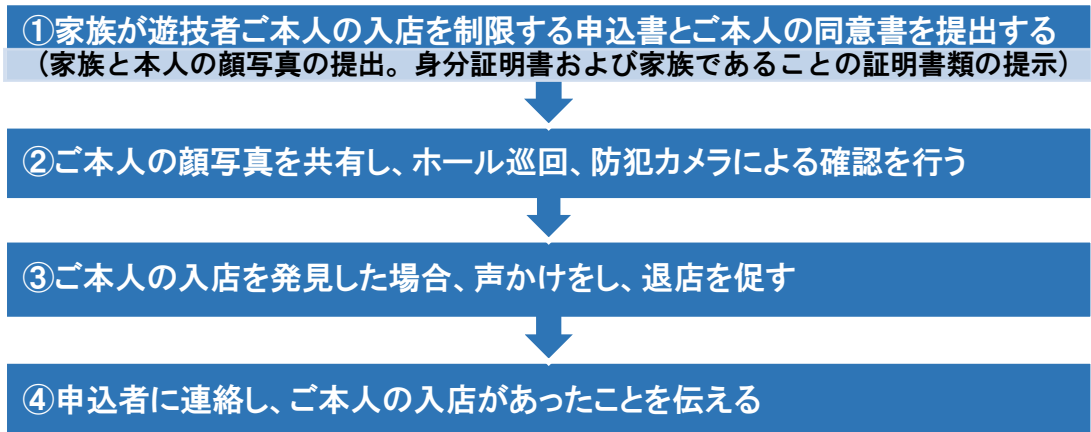 ①家族が遊技者ご本人の入店を制限する申込書とご本人の同意書を提出する
（家族と本人の顔写真の提出。身分証明書および家族であることの証明書類の提示）
②ご本人の顔写真を共有し、ホール巡回、防犯カメラによる確認を行う
③ご本人の入店を発見した場合、声かけをし、退店を促す
④申込者に連絡し、ご本人の入店があったことを伝える